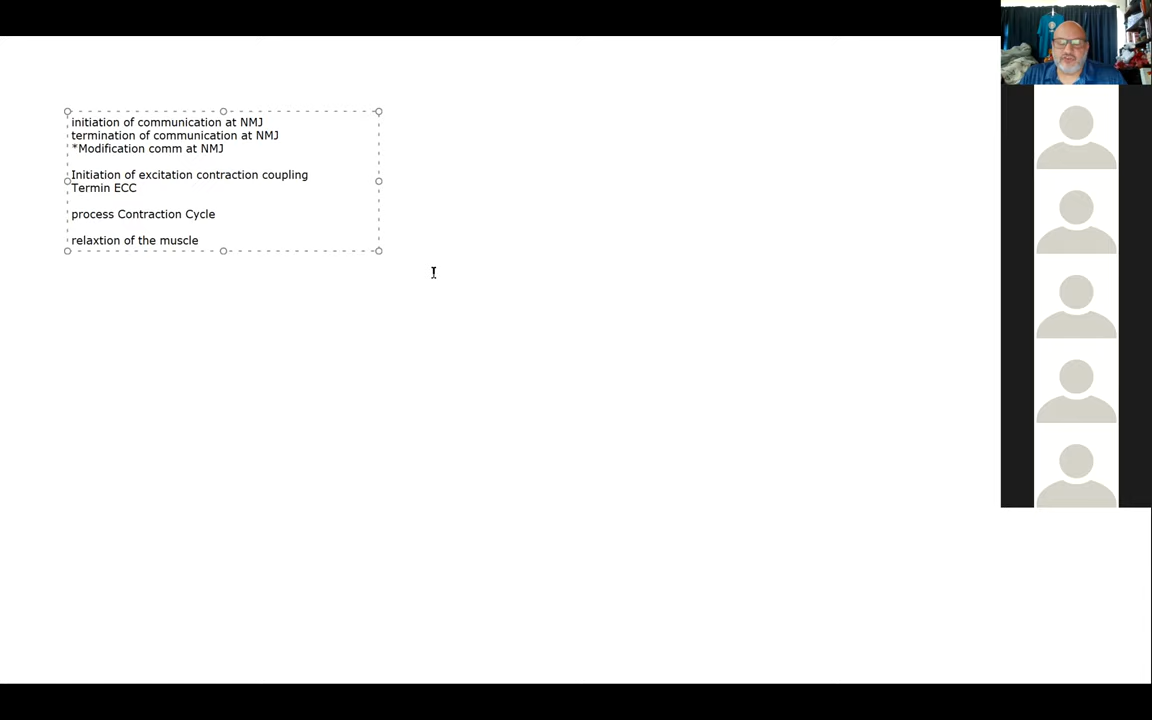 initiation of communication at NMJ
termination of communication at NMJ
*Modification comm at NMJ
Initiation of excitation contraction coupling
Termin ECC
process Contraction Cycle
relaxtion of the muscle